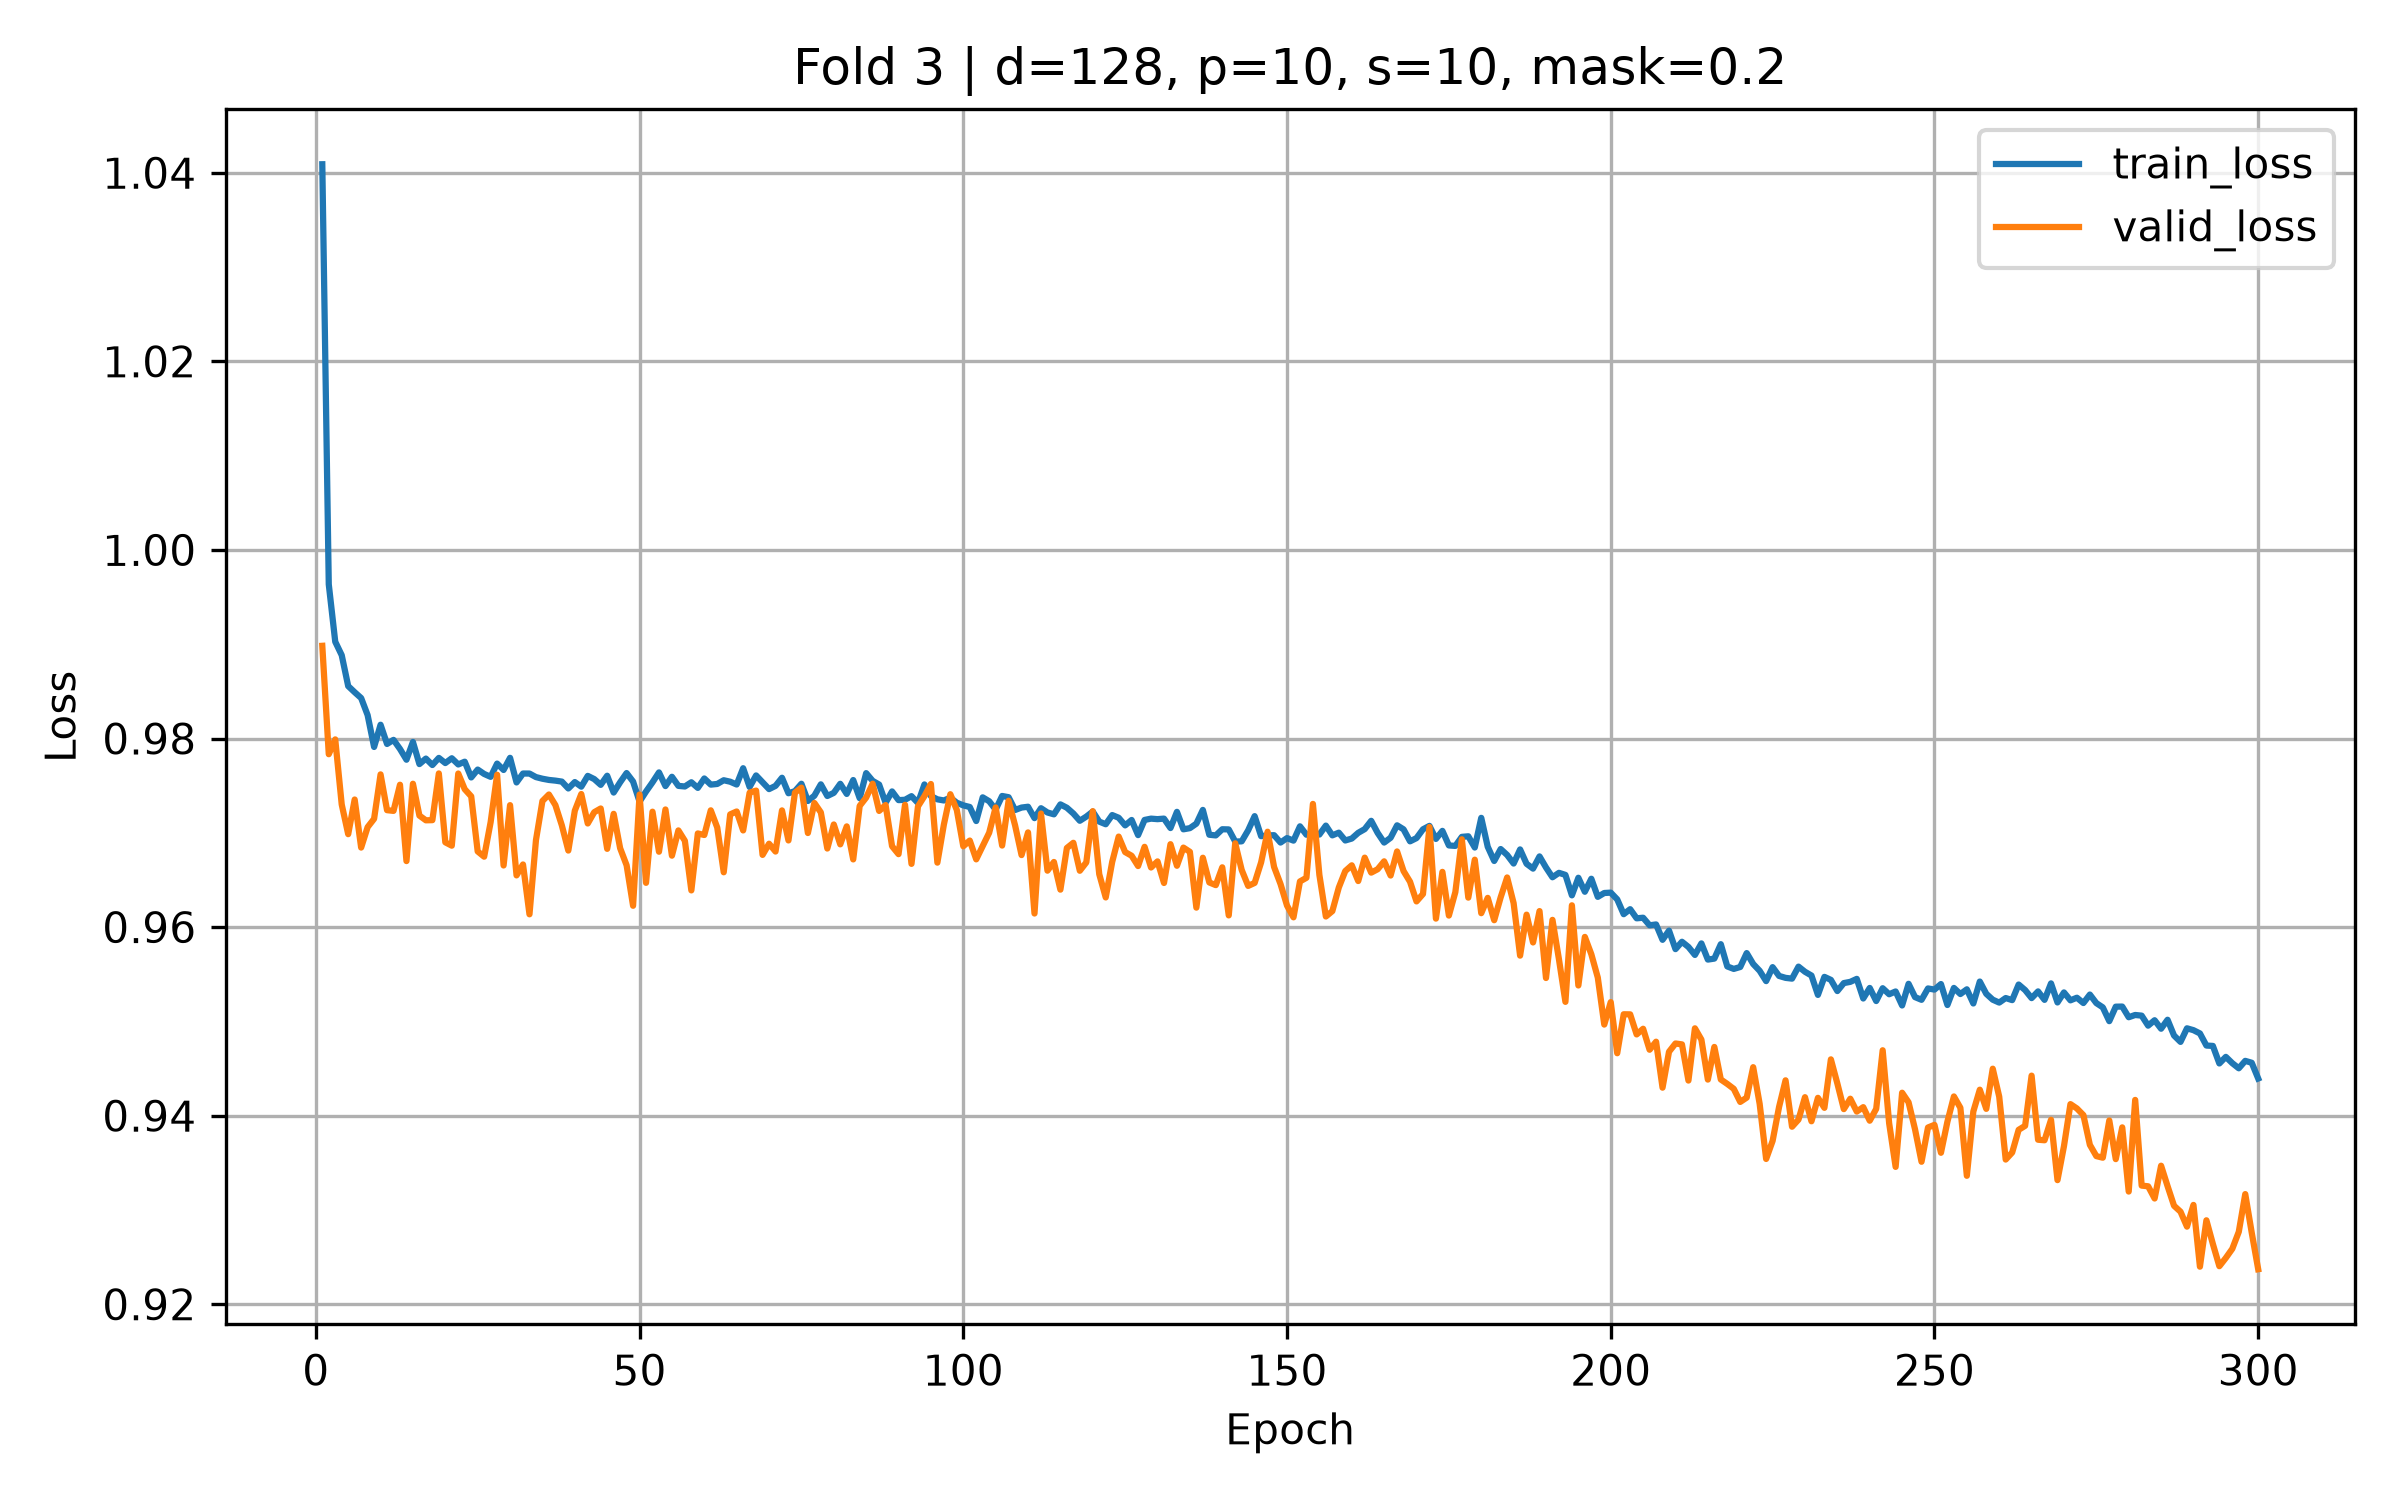 Fold 3 | d=128, p=10, s=10, mask=0.2
train_loss
valid_loss
1.04
1.02
1.00
0.98
0.96
0.94
0.92
Loss
0 50 100 150 200 250 300
Epoch